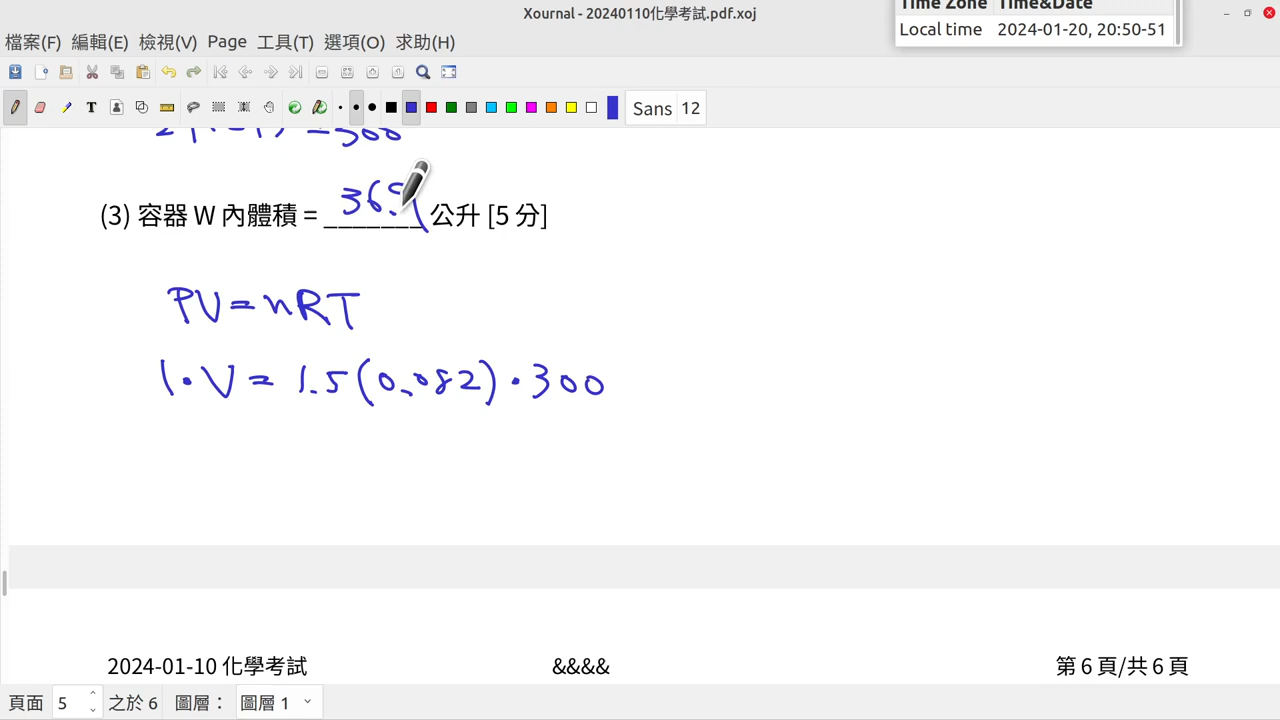 Xournal - 20240110化學考試.pdf.xoj
Time Zone Time&Date
Local time 2024-01-20, 20:50-51
檔案(F) 編輯(E) 檢視(V) Page 工具(T) 選項(O) 求助(H)
T
Sans 12
=300
36.
(3) 容器 W 內體積 = _______ 公升 [5 分]
PV=nRT
1·V=1.5(0.082)·300
2024-01-10 化學考試 &&&& 第 6 頁/共 6 頁
頁面 5 之於 6 圖層： 圖層 1